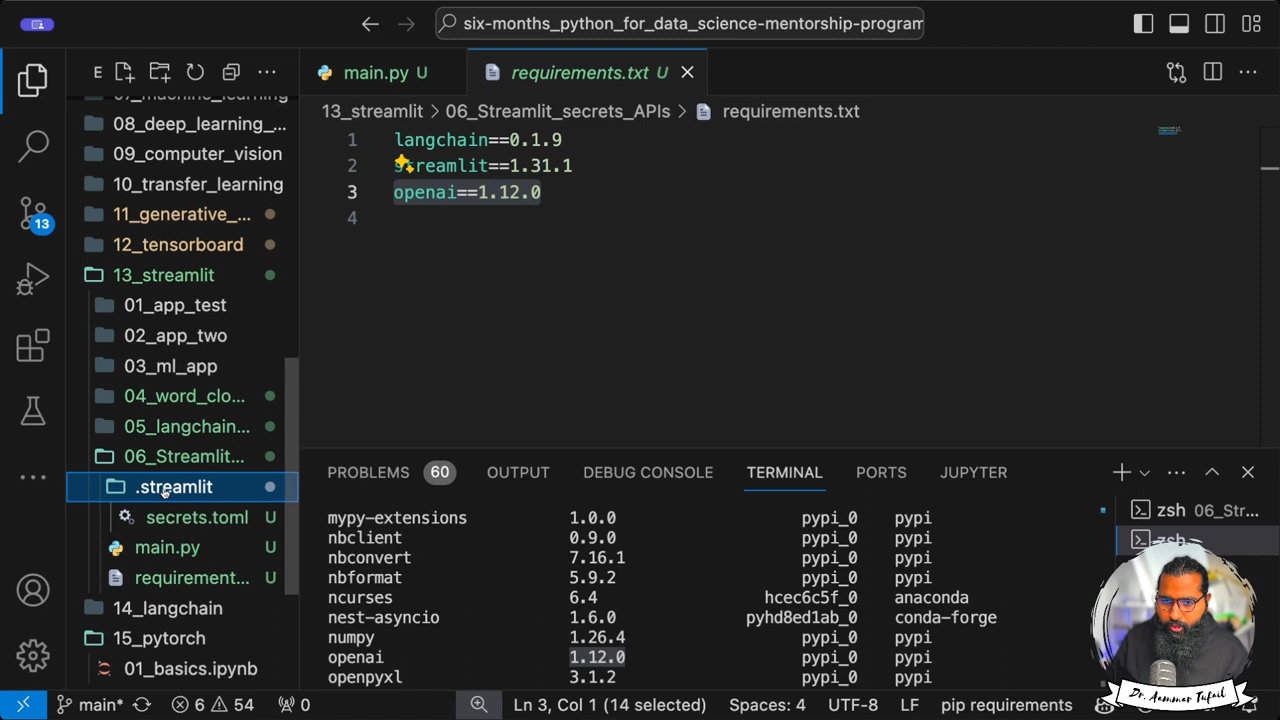 six-months_python_for_data_science-mentorship-program
E
main.py U
requirements.txt U
13_streamlit > 06_Streamlit_secrets_APIs > requirements.txt
1 langchain==0.1.9
2 streamlit==1.31.1
3 openai==1.12.0
4
07_machine_learning
08_deep_learning_...
09_computer_vision
10_transfer_learning
11_generative_...
12_tensorboard
13_streamlit
01_app_test
02_app_two
03_ml_app
04_word_clo...
05_langchain...
06_Streamlit...
.streamlit
secrets.toml U
main.py U
requirement... U
14_langchain
15_pytorch
01_basics.ipynb
13
PROBLEMS 60 OUTPUT DEBUG CONSOLE TERMINAL PORTS JUPYTER
mypy-extensions 1.0.0 pypi_0 pypi
nbclient 0.9.0 pypi_0 pypi
nbconvert 7.16.1 pypi_0 pypi
nbformat 5.9.2 pypi_0 pypi
ncurses 6.4 hcec6c5f_0 anaconda
nest-asyncio 1.6.0 pyhd8ed1ab_0 conda-forge
numpy 1.26.4 pypi_0 pypi
openai 1.12.0 pypi_0 pypi
openpyxl 3.1.2 pypi_0 pypi
zsh 06_Str...
zsh
Dr. Aammar Tufail
main* 6 54 0 Ln 3, Col 1 (14 selected) Spaces: 4 UTF-8 LF pip requirements